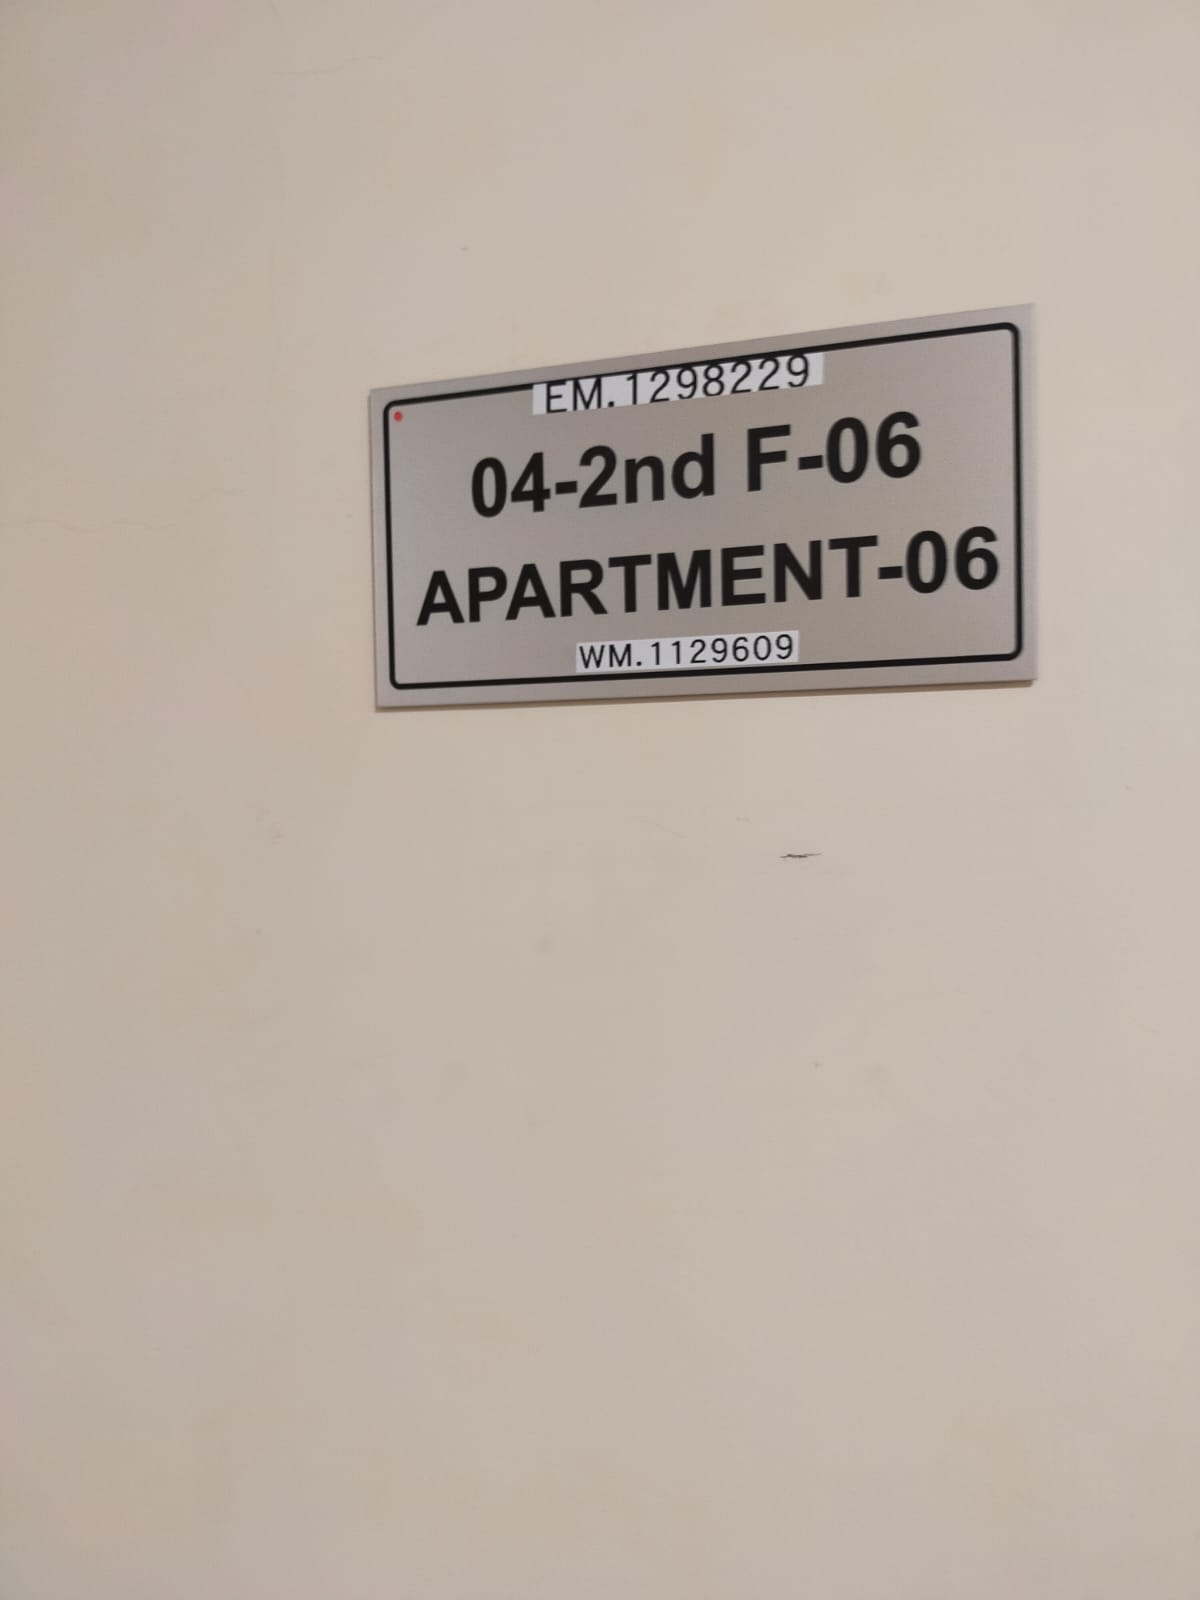 EM.1298229
04-2nd F-06
APARTMENT-06
WM.1129609